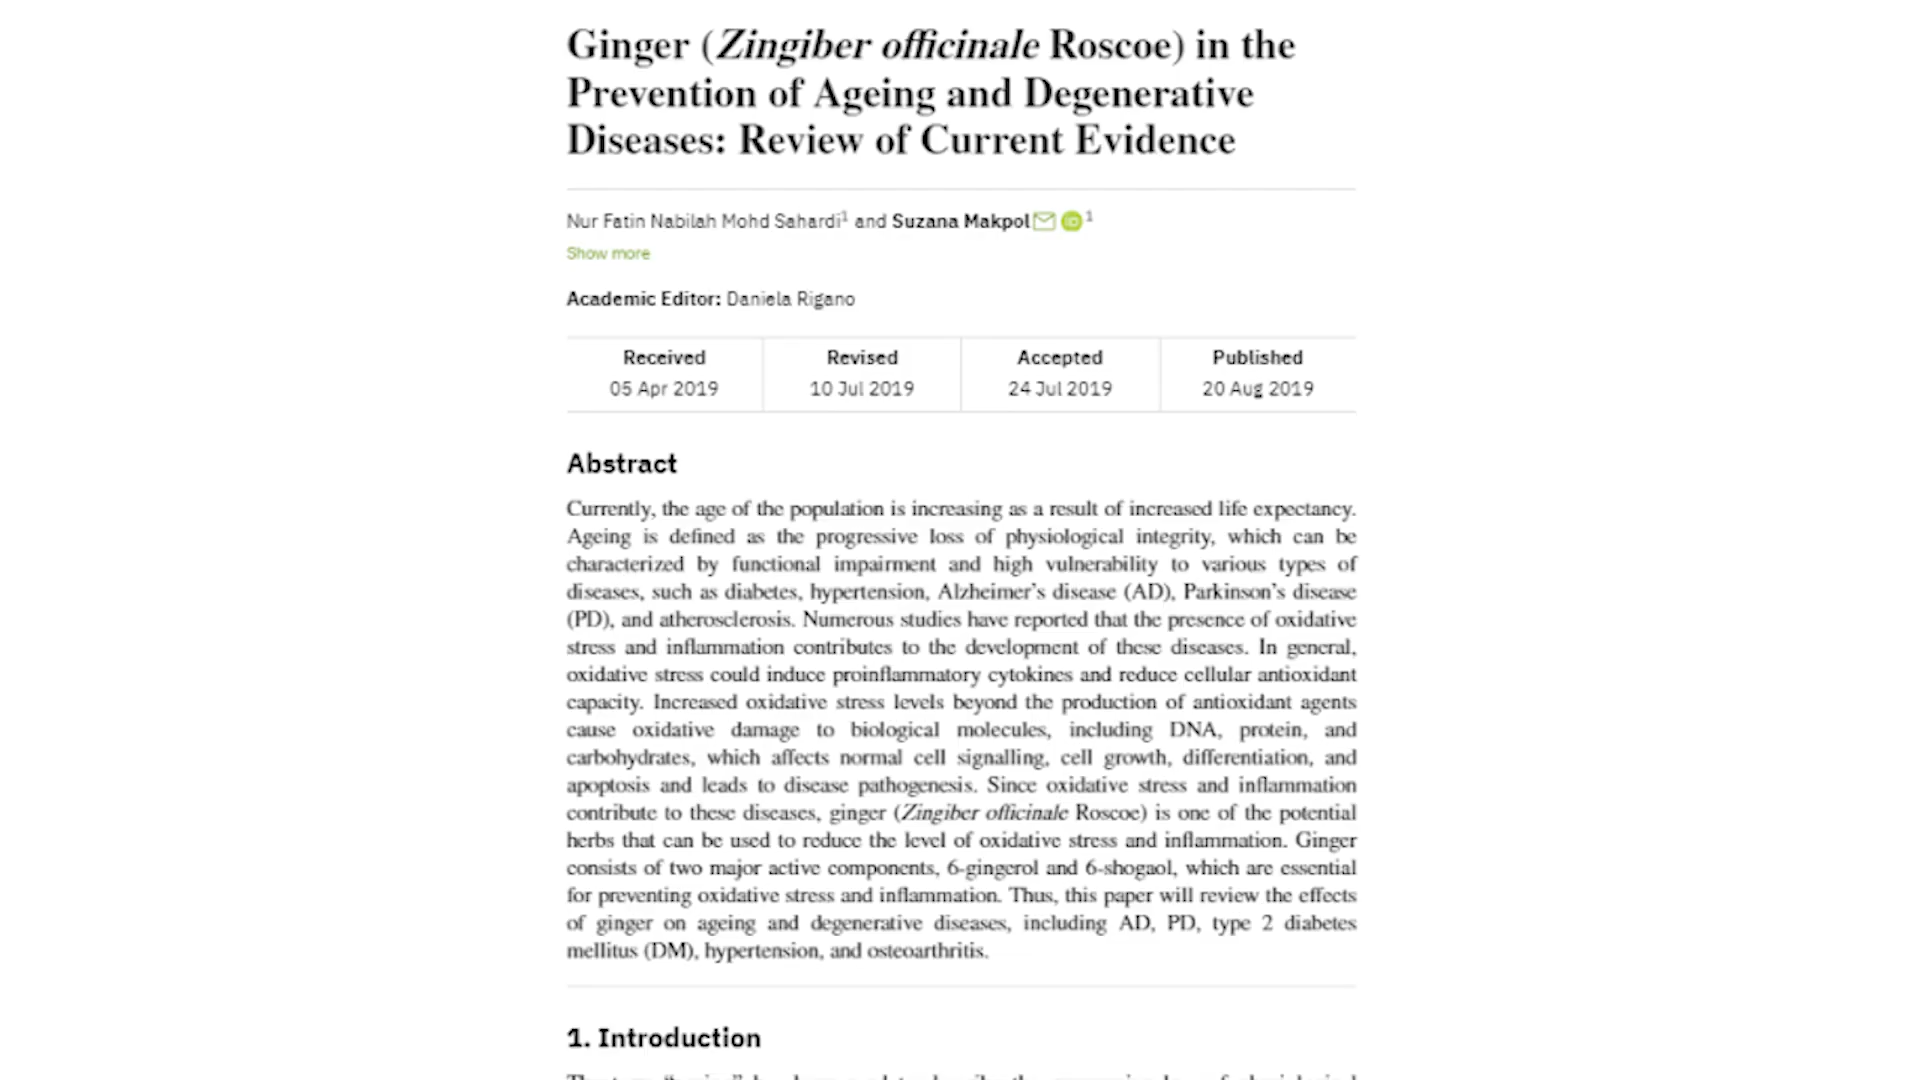 Ginger (Zingiber officinale Roscoe) in the
Prevention of Ageing and Degenerative
Diseases: Review of Current Evidence
Nur Fatin Nabilah Mohd Sahardi1 and Suzana Makpol iD 1
Show more
Academic Editor: Daniela Rigano
Received Revised Accepted Published
05 Apr 2019 10 Jul 2019 24 Jul 2019 20 Aug 2019
Abstract
Currently, the age of the population is increasing as a result of increased life expectancy.
Ageing is defined as the progressive loss of physiological integrity, which can be
characterized by functional impairment and high vulnerability to various types of
diseases, such as diabetes, hypertension, Alzheimer's disease (AD), Parkinson's disease
(PD), and atherosclerosis. Numerous studies have reported that the presence of oxidative
stress and inflammation contributes to the development of these diseases. In general,
oxidative stress could induce proinflammatory cytokines and reduce cellular antioxidant
capacity. Increased oxidative stress levels beyond the production of antioxidant agents
cause oxidative damage to biological molecules, including DNA, protein, and
carbohydrates, which affects normal cell signalling, cell growth, differentiation, and
apoptosis and leads to disease pathogenesis. Since oxidative stress and inflammation
contribute to these diseases, ginger (Zingiber officinale Roscoe) is one of the potential
herbs that can be used to reduce the level of oxidative stress and inflammation. Ginger
consists of two major active components, 6-gingerol and 6-shogaol, which are essential
for preventing oxidative stress and inflammation. Thus, this paper will review the effects
of ginger on ageing and degenerative diseases, including AD, PD, type 2 diabetes
mellitus (DM), hypertension, and osteoarthritis.
1. Introduction